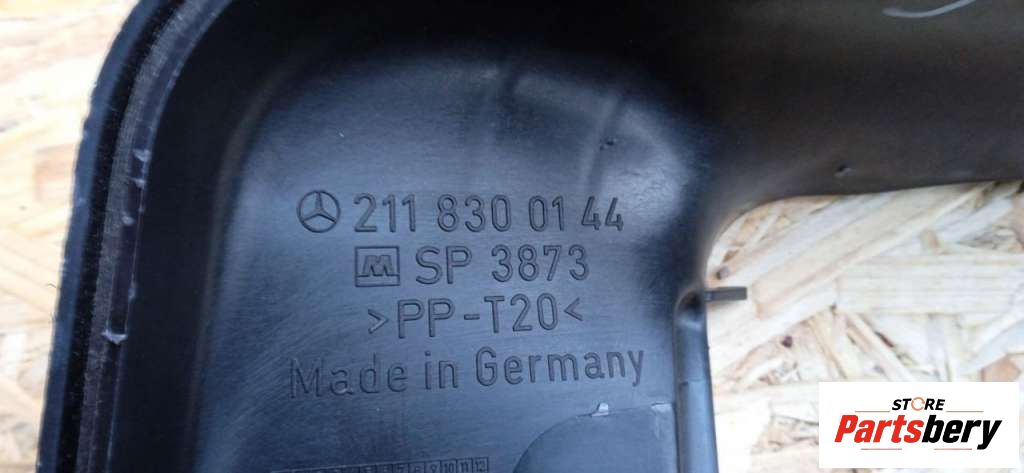 211 830 01 44
M SP 3873
>PP-T20<
Made in Germany
STORE
Partsbery